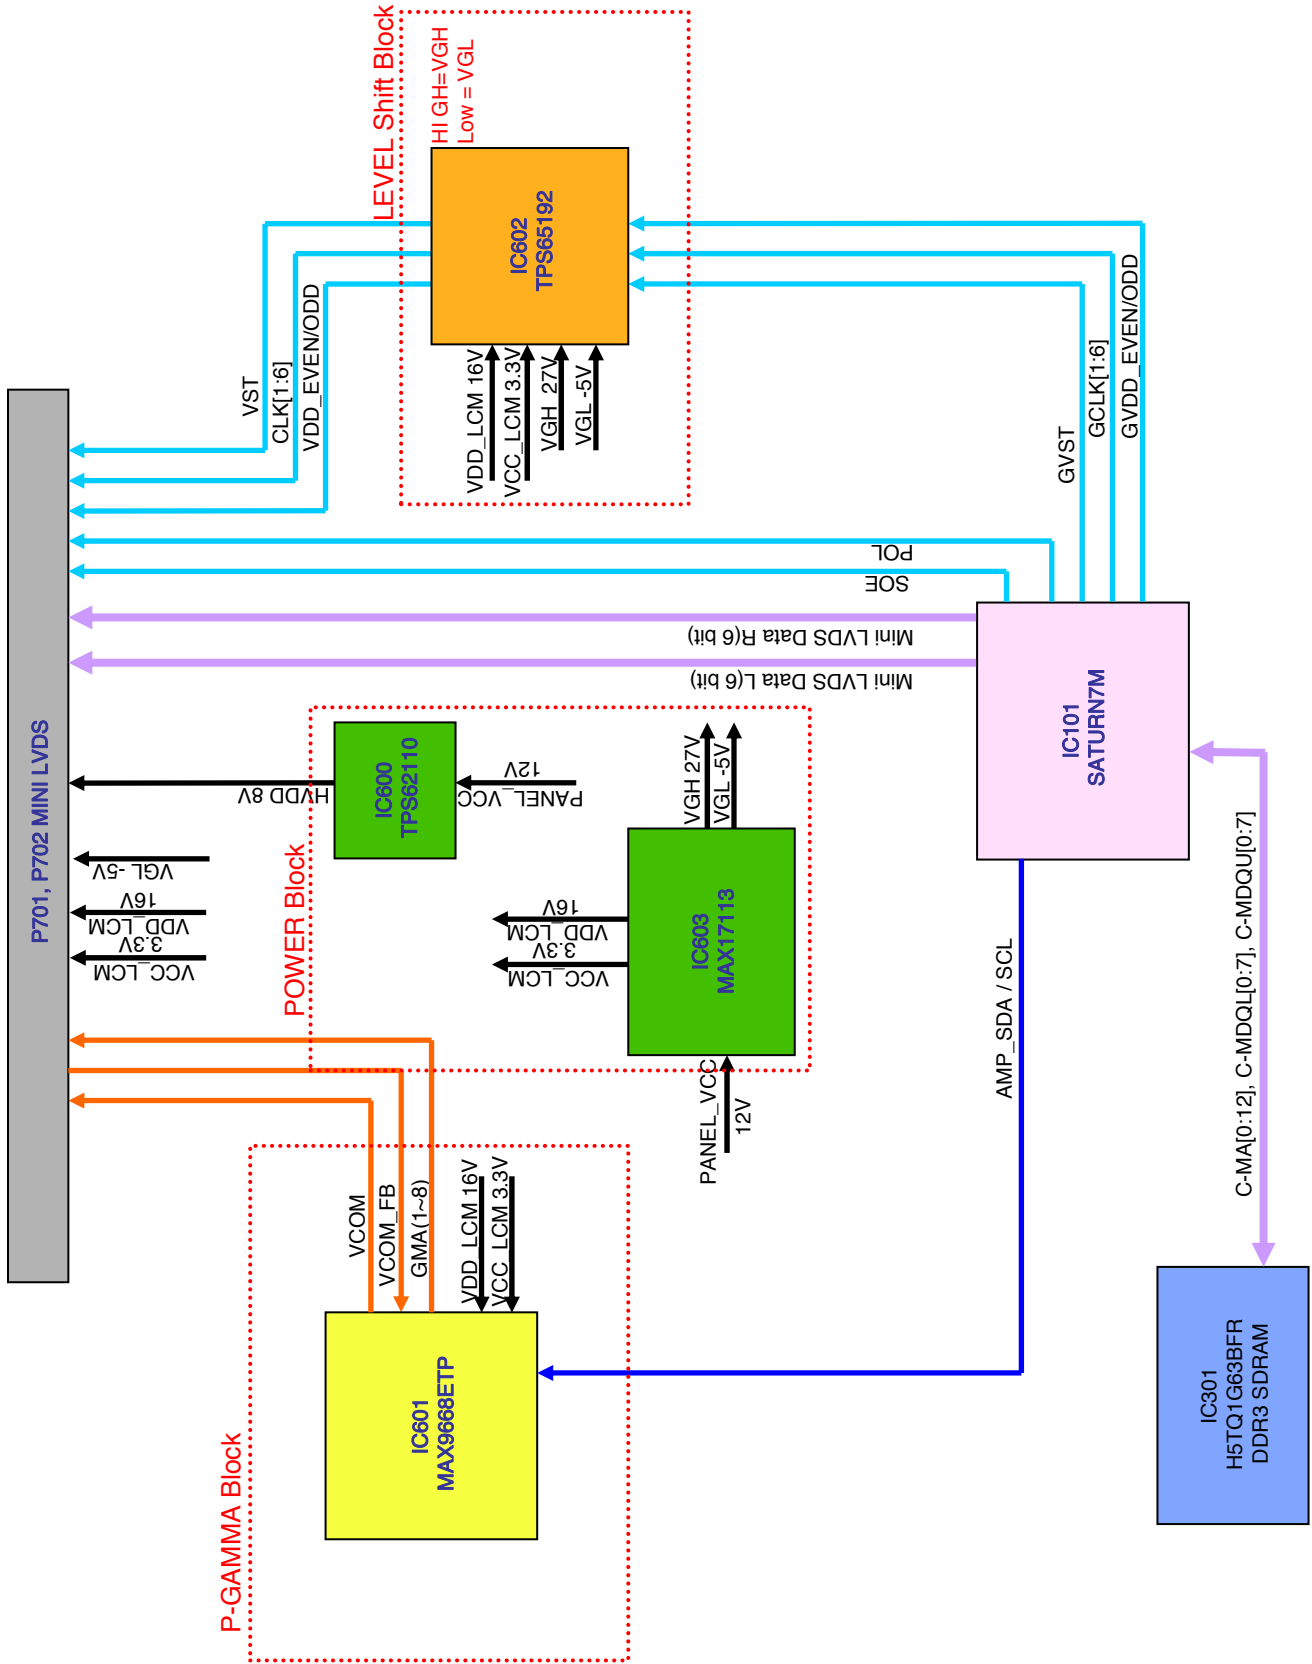 P701, P702 MINI LVDS
LEVEL Shift Block
HI GH=VGH
Low = VGL
IC602
TPS65192
VDD_LCM 16V
VCC_LCM 3.3V
VGH 27V
VGL -5V
VST
CLK[1:6]
VDD_EVEN/ODD
GVST
GCLK[1:6]
GVDD_EVEN/ODD
POL
SOE
Mini LVDS Data R(6 bit)
Mini LVDS Data L(6 bit)
IC101
SATURN7M
POWER Block
IC600
TPS62110
HVDD 8V
PANEL_VCC
12V
VGL -5V
VDD_LCM
16V
VCC_LCM
3.3V
IC603
MAX17113
VGH 27V
VGL -5V
VDD_LCM
16V
VCC_LCM
3.3V
PANEL_VCC
12V
P-GAMMA Block
IC601
MAX9668ETP
VCOM
VCOM_FB
GMA(1~8)
VDD_LCM 16V
VCC_LCM 3.3V
AMP_SDA / SCL
C-MA[0:12], C-MDQL[0:7], C-MDQU[0:7]
IC301
H5TQ1G63BFR
DDR3 SDRAM